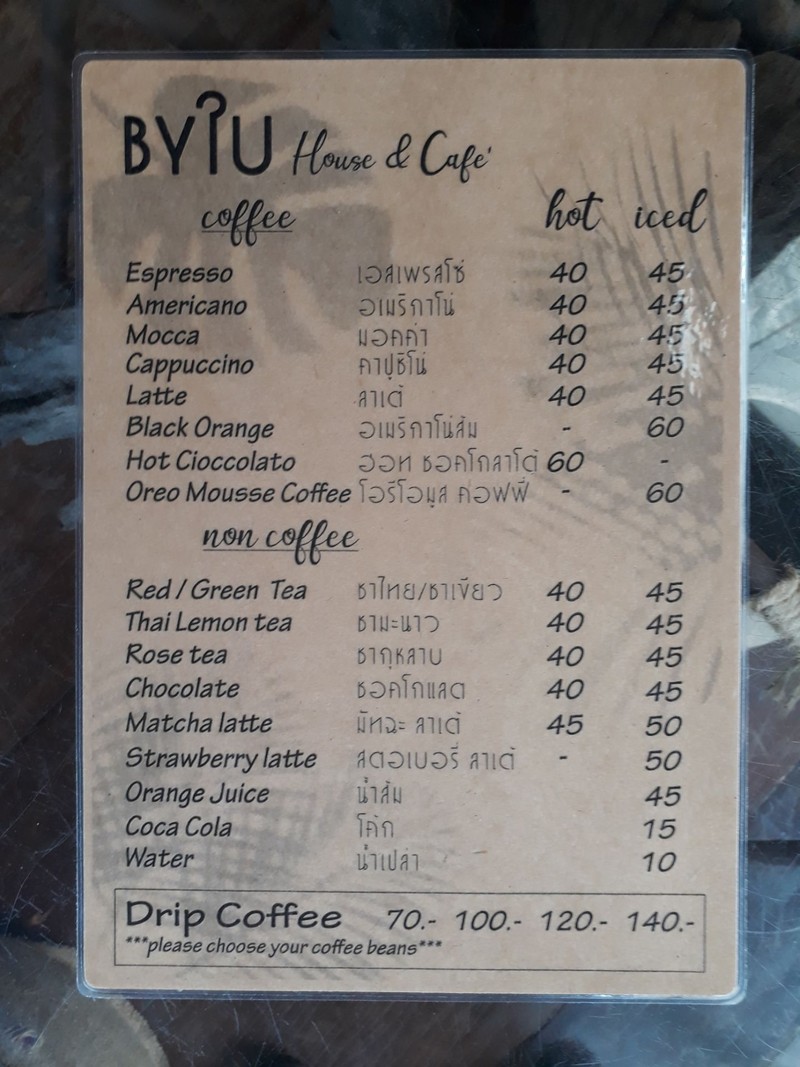 BYใU House & Cafe'
coffee hot iced
Espresso เอสเพรสโซ่ 40 45
Americano อเมริกาโน่ 40 45
Mocca มอคค่า 40 45
Cappuccino คาปูชิโน่ 40 45
Latte ลาเต้ 40 45
Black Orange อเมริกาโน่ส้ม - 60
Hot Cioccolato ฮอท ชอคโกลาโต้ 60 -
Oreo Mousse Coffee โอรีโอมูส คอฟฟี่ - 60
non coffee
Red / Green Tea ชาไทย/ชาเขียว 40 45
Thai Lemon tea ชามะนาว 40 45
Rose tea ชากุหลาบ 40 45
Chocolate ชอคโกแลต 40 45
Matcha latte มัทฉะ ลาเต้ 45 50
Strawberry latte สตอเบอรี่ ลาเต้ - 50
Orange Juice น้ำส้ม 45
Coca Cola โค้ก 15
Water น้ำเปล่า 10
Drip Coffee 70.- 100.- 120.- 140.-
***please choose your coffee beans***